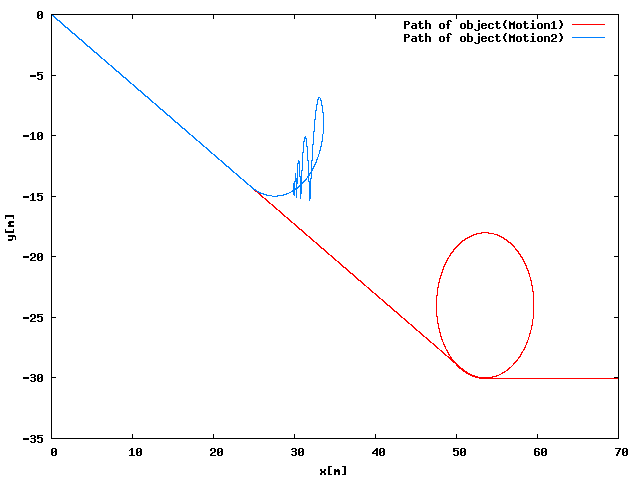 Path of object(Motion1)
Path of object(Motion2)
0
-5
-10
-15
-20
-25
-30
-35
y[m]
0 10 20 30 40 50 60 70
x[m]